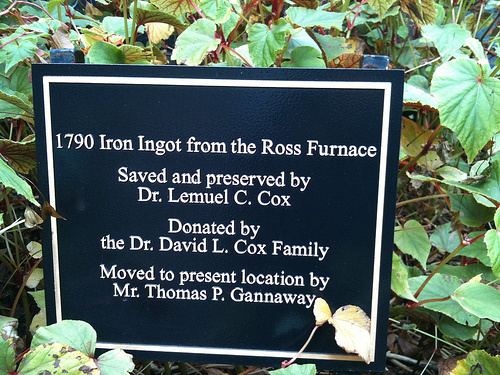 1790 Iron Ingot from the Ross Furnace
Saved and preserved by
Dr. Lemuel C. Cox
Donated by
the Dr. David L. Cox Family
Moved to present location by
Mr. Thomas P. Gannaway